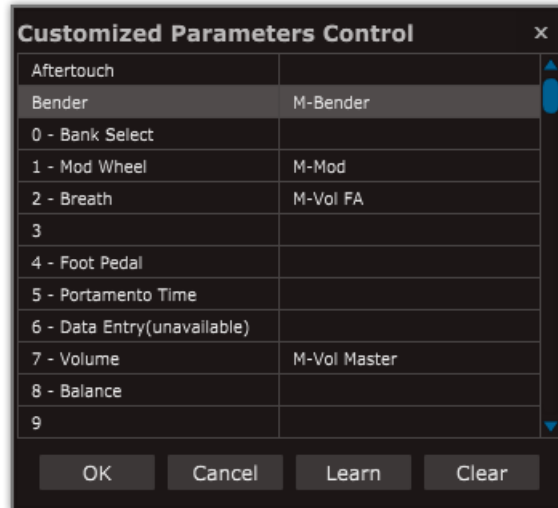 Customized Parameters Control x
Aftertouch
Bender M-Bender
0 - Bank Select
1 - Mod Wheel M-Mod
2 - Breath M-Vol FA
3
4 - Foot Pedal
5 - Portamento Time
6 - Data Entry(unavailable)
7 - Volume M-Vol Master
8 - Balance
9
OK Cancel Learn Clear